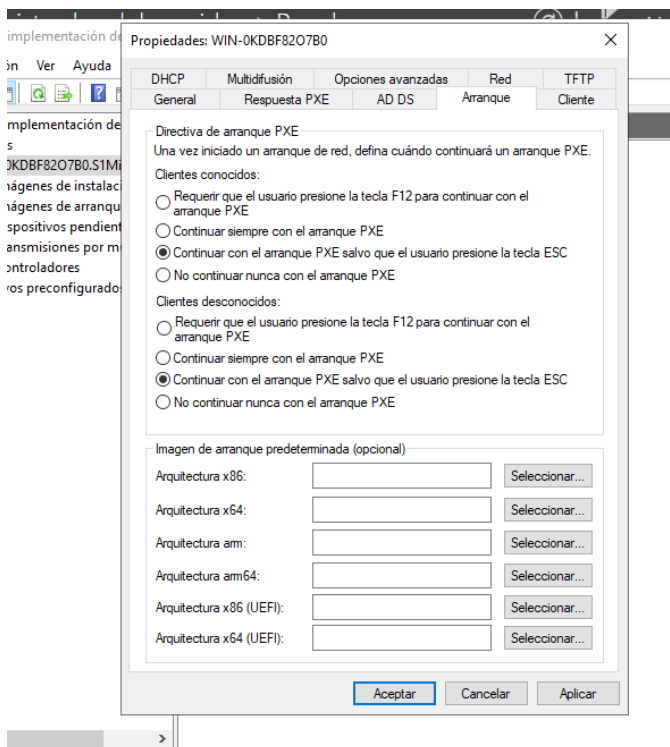 implementación de
ón Ver Ayuda
mplementación de
s
0KDBF82O7B0.S1Mi
nágenes de instalaci
nágenes de arranqu
spositivos pendient
ansmisiones por mu
ontroladores
vos preconfigurados
Propiedades: WIN-0KDBF82O7B0
DHCP Multidifusión Opciones avanzadas Red TFTP
General Respuesta PXE AD DS Arranque Cliente
Directiva de arranque PXE
Una vez iniciado un arranque de red, defina cuándo continuará un arranque PXE.
Clientes conocidos:
Requerir que el usuario presione la tecla F12 para continuar con el
arranque PXE
Continuar siempre con el arranque PXE
Continuar con el arranque PXE salvo que el usuario presione la tecla ESC
No continuar nunca con el arranque PXE
Clientes desconocidos:
Requerir que el usuario presione la tecla F12 para continuar con el
arranque PXE
Continuar siempre con el arranque PXE
Continuar con el arranque PXE salvo que el usuario presione la tecla ESC
No continuar nunca con el arranque PXE
Imagen de arranque predeterminada (opcional)
Arquitectura x86: Seleccionar...
Arquitectura x64: Seleccionar...
Arquitectura arm: Seleccionar...
Arquitectura arm64: Seleccionar...
Arquitectura x86 (UEFI): Seleccionar...
Arquitectura x64 (UEFI): Seleccionar...
Aceptar Cancelar Aplicar